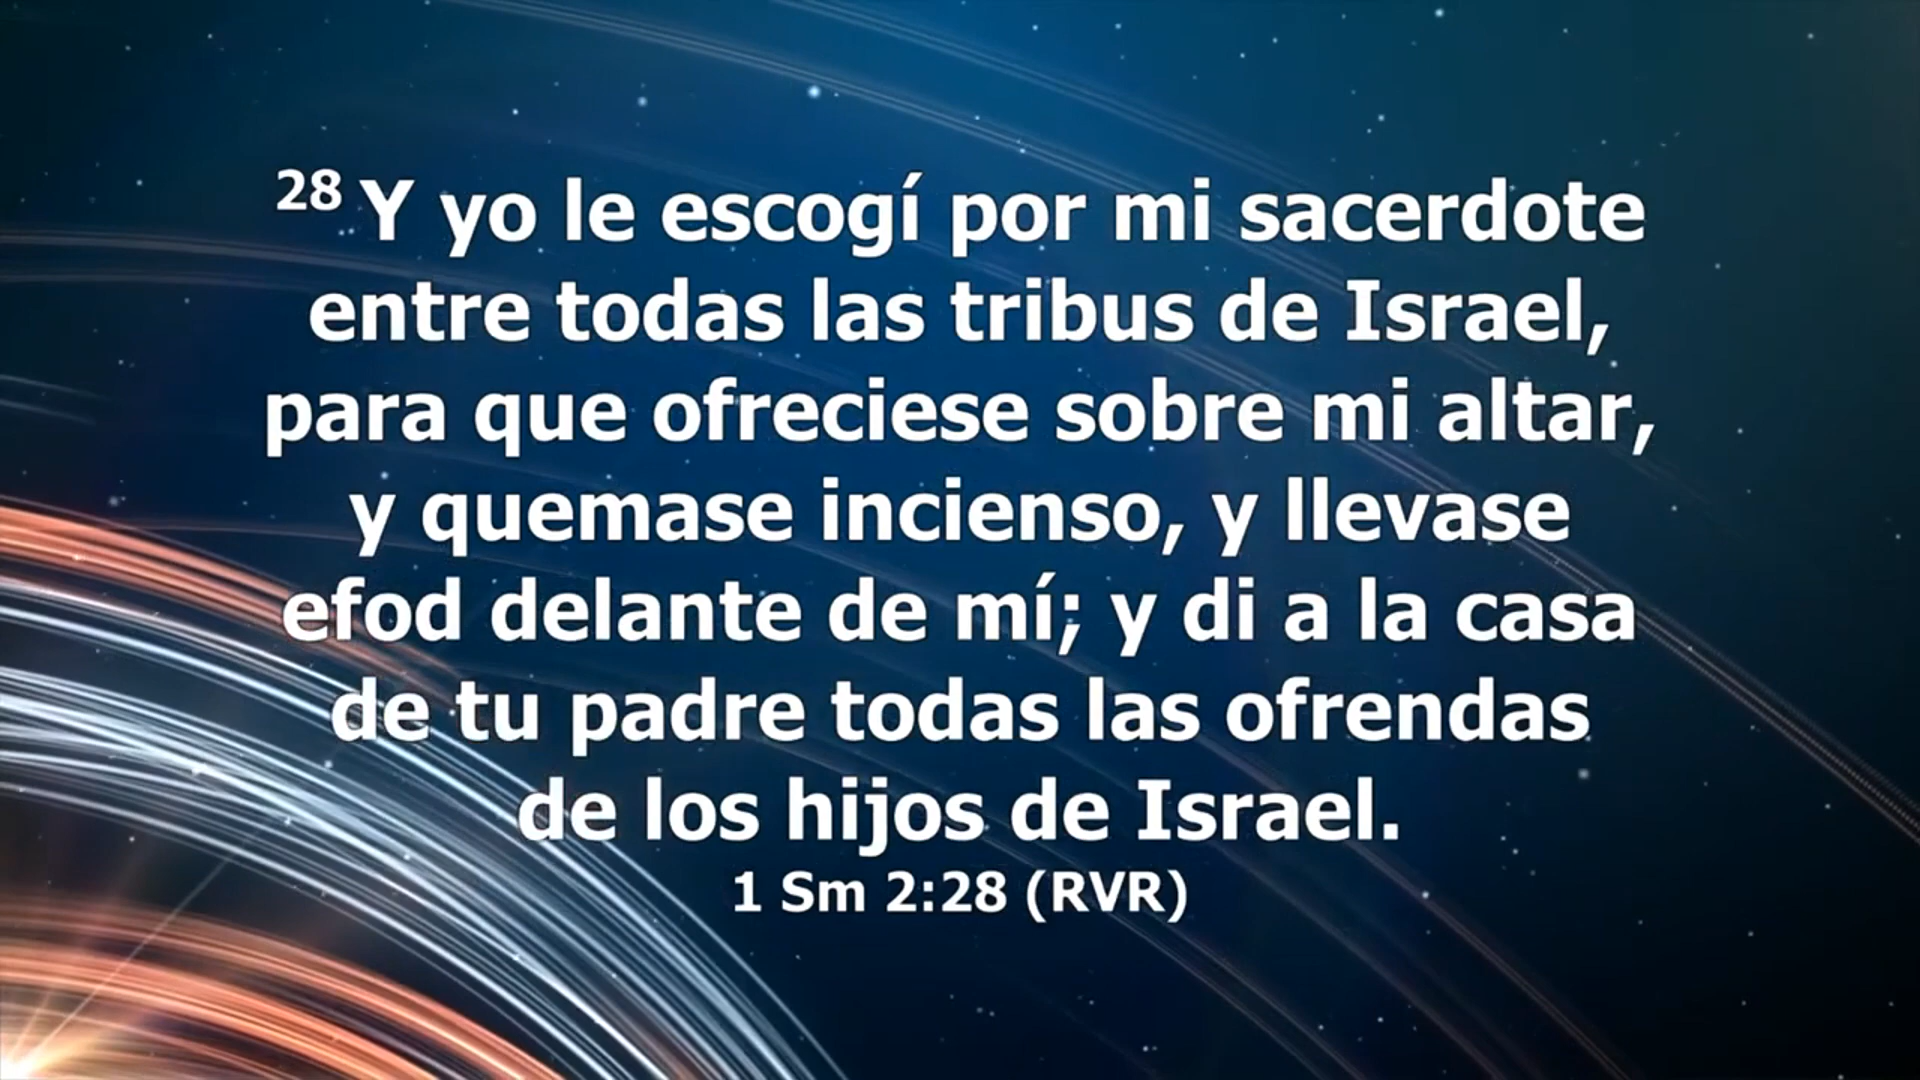 28 Y yo le escogí por mi sacerdote
entre todas las tribus de Israel,
para que ofreciese sobre mi altar,
y quemase incienso, y llevase
efod delante de mí; y di a la casa
de tu padre todas las ofrendas
de los hijos de Israel.
1 Sm 2:28 (RVR)